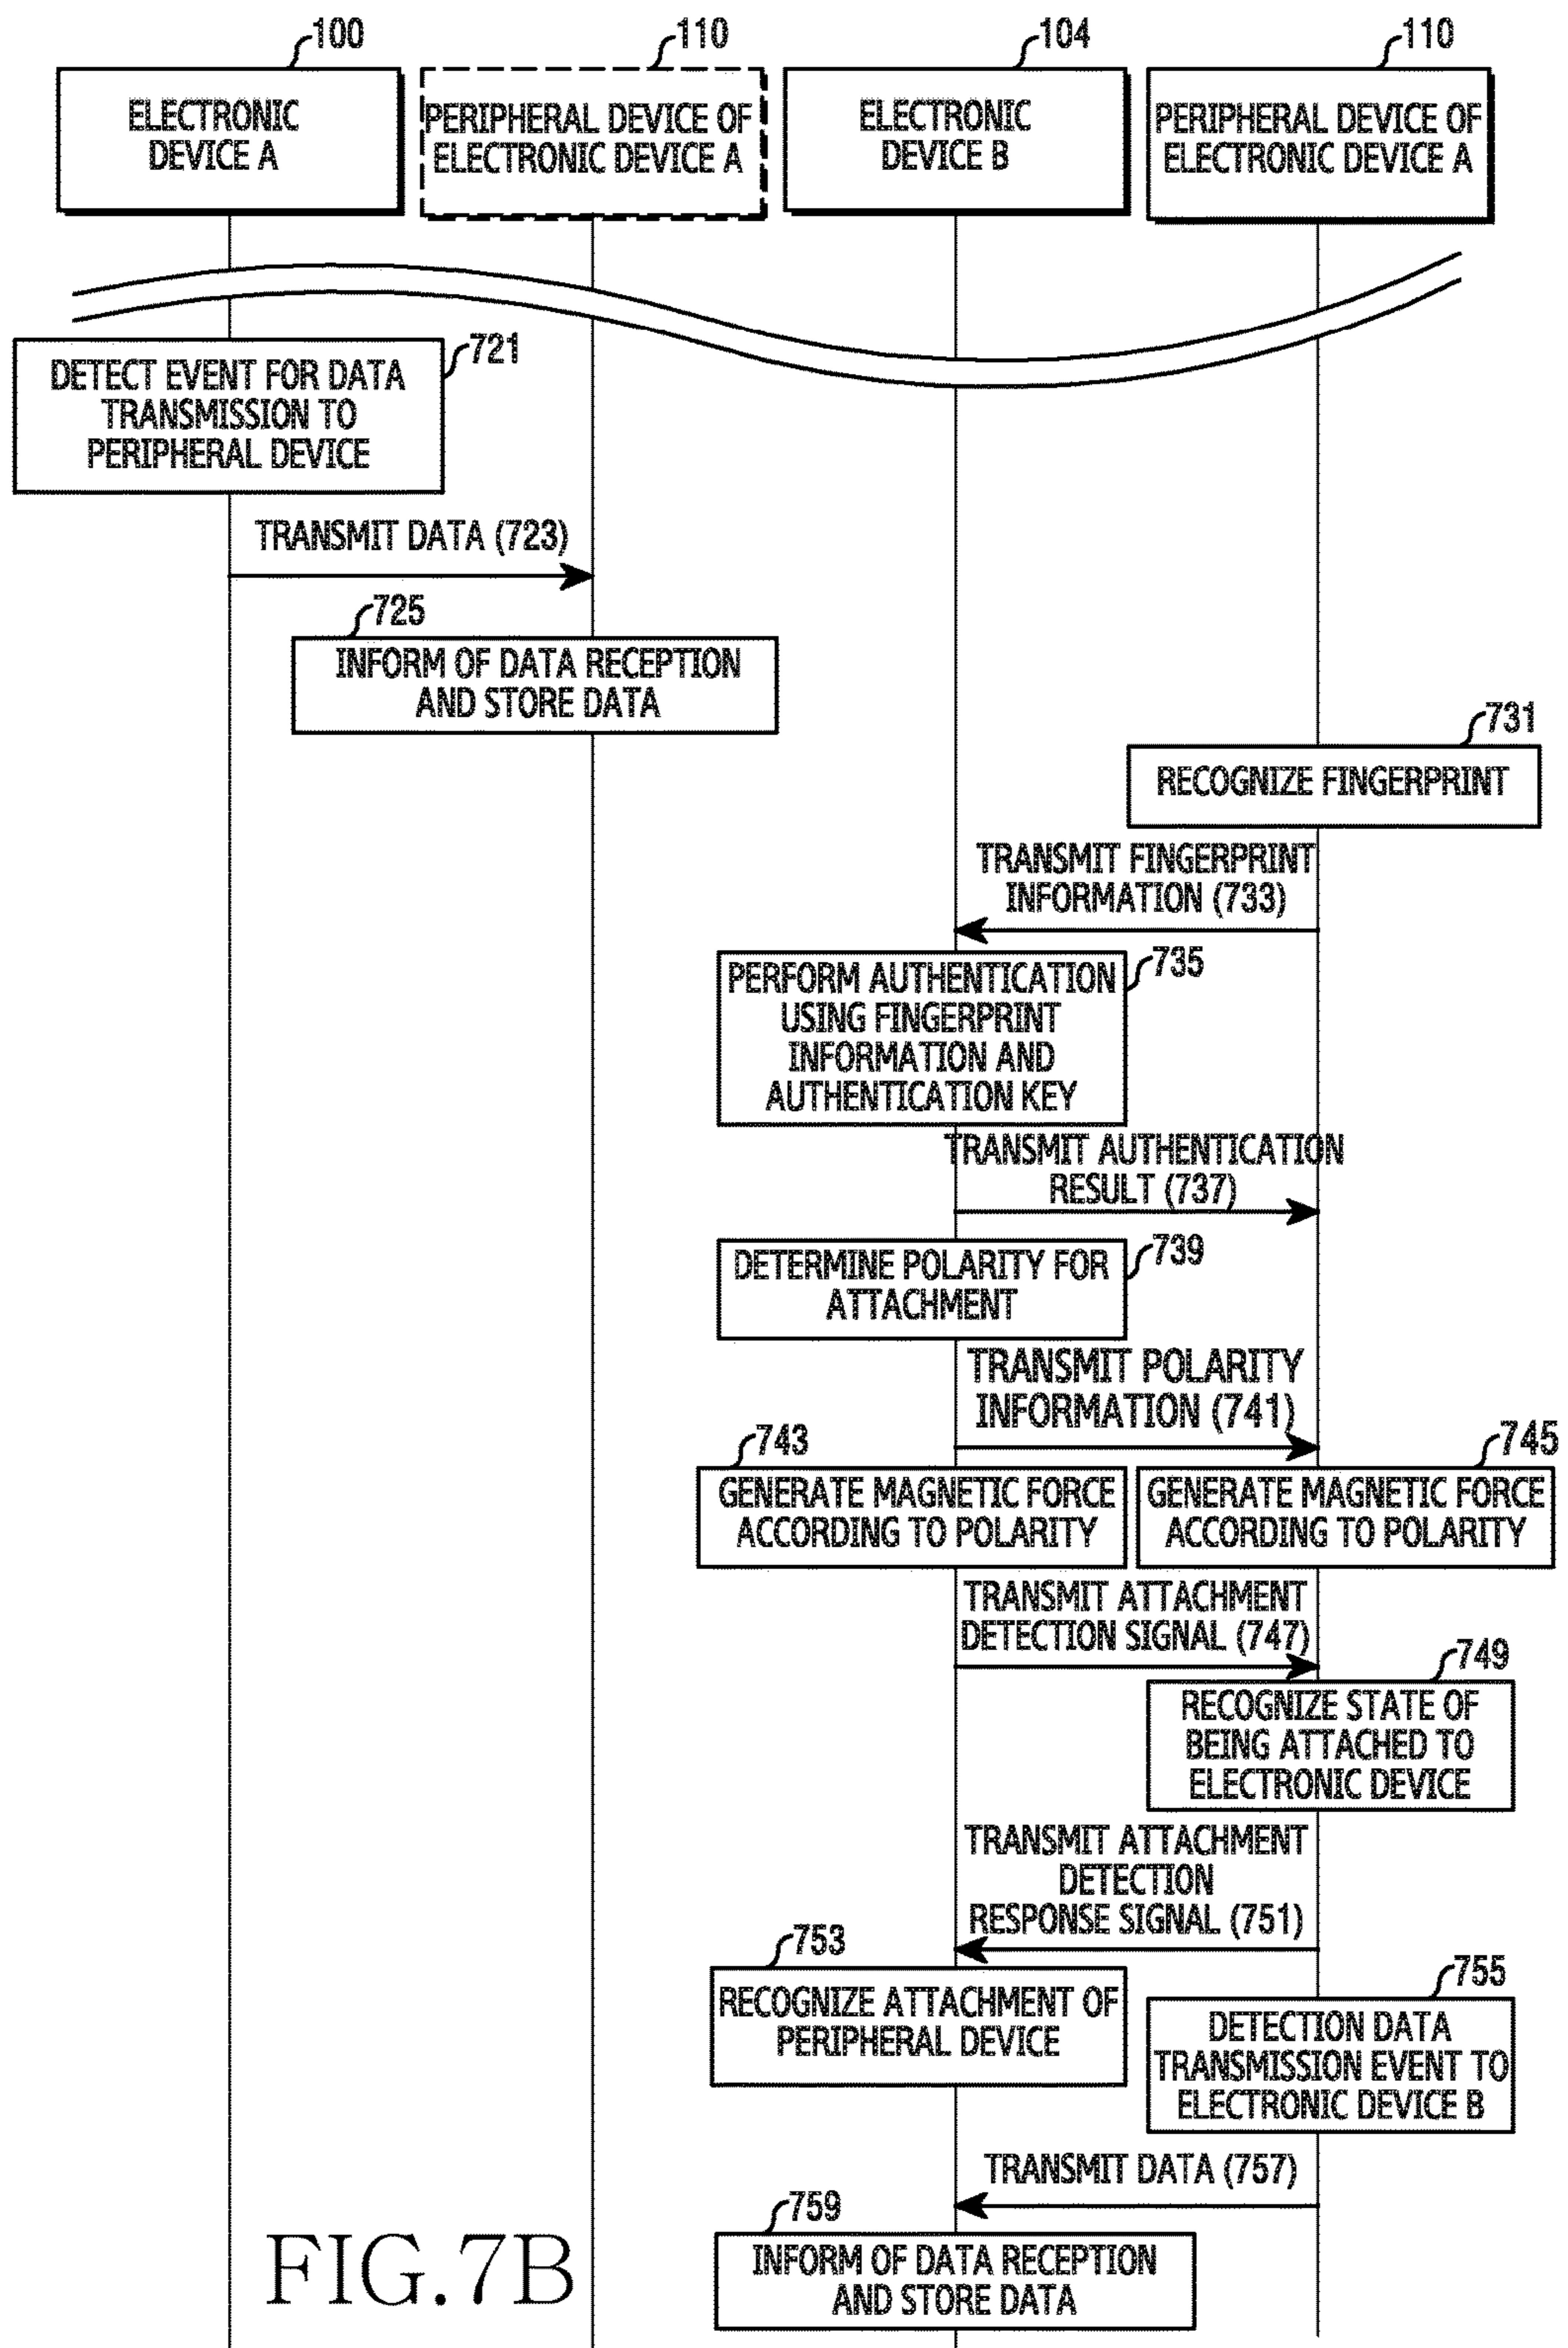 100
110
104
110
ELECTRONIC
DEVICE A
PERIPHERAL DEVICE OF
ELECTRONIC DEVICE A
ELECTRONIC
DEVICE B
PERIPHERAL DEVICE OF
ELECTRONIC DEVICE A
721
DETECT EVENT FOR DATA
TRANSMISSION TO
PERIPHERAL DEVICE
TRANSMIT DATA (723)
725
INFORM OF DATA RECEPTION
AND STORE DATA
731
RECOGNIZE FINGERPRINT
TRANSMIT FINGERPRINT
INFORMATION (733)
735
PERFORM AUTHENTICATION
USING FINGERPRINT
INFORMATION AND
AUTHENTICATION KEY
TRANSMIT AUTHENTICATION
RESULT (737)
739
DETERMINE POLARITY FOR
ATTACHMENT
TRANSMIT POLARITY
INFORMATION (741)
743
GENERATE MAGNETIC FORCE
ACCORDING TO POLARITY
745
GENERATE MAGNETIC FORCE
ACCORDING TO POLARITY
TRANSMIT ATTACHMENT
DETECTION SIGNAL (747)
749
RECOGNIZE STATE OF
BEING ATTACHED TO
ELECTRONIC DEVICE
TRANSMIT ATTACHMENT
DETECTION
RESPONSE SIGNAL (751)
753
RECOGNIZE ATTACHMENT OF
PERIPHERAL DEVICE
755
DETECTION DATA
TRANSMISSION EVENT TO
ELECTRONIC DEVICE B
TRANSMIT DATA (757)
759
INFORM OF DATA RECEPTION
AND STORE DATA
FIG.7B